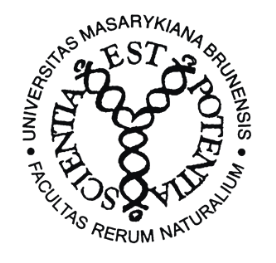 UNIVERSITAS MASARYKIANA BRUNENSIS
• FACULTAS RERUM NATURALIUM •
SCIENTIA
EST
POTENTIA